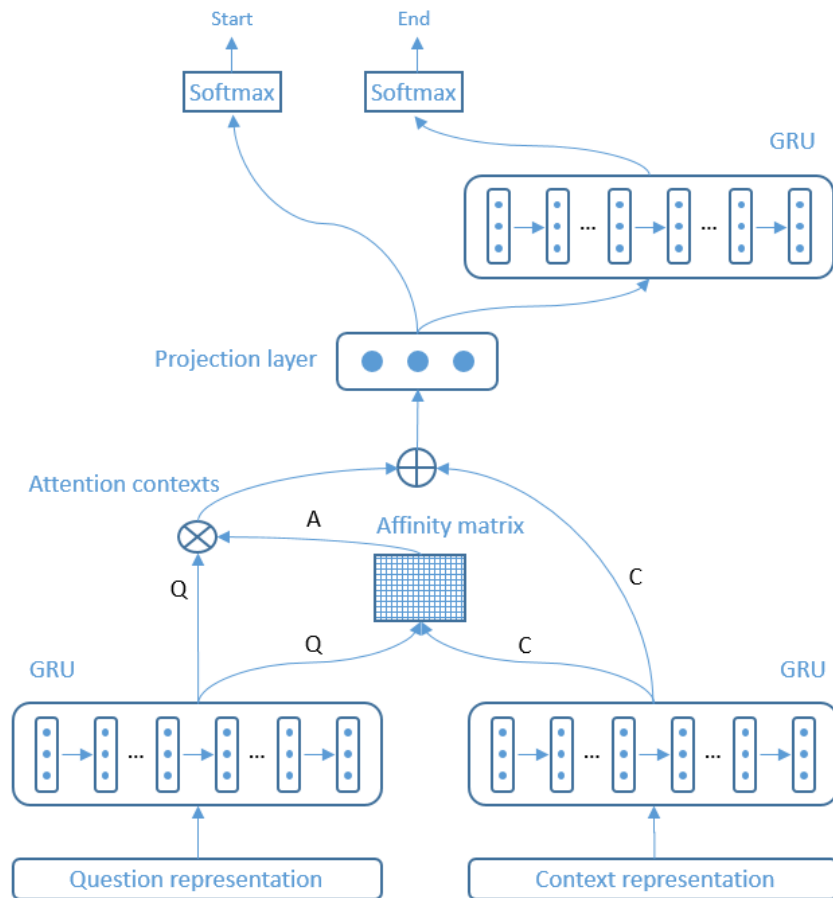 Start
End
Softmax
Softmax
GRU
...
...
Projection layer
Attention contexts
A
Affinity matrix
Q
C
Q
C
GRU
GRU
...
...
...
...
Question representation
Context representation